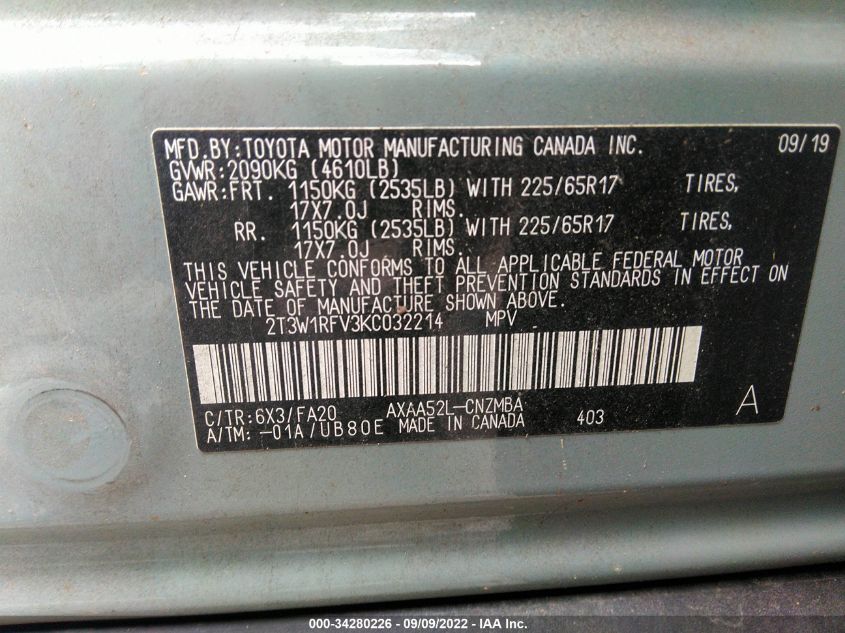 MFD.BY:TOYOTA MOTOR MANUFACTURING CANADA INC. 09/19
GVWR:2090KG (4610LB)
GAWR:FRT. 1150KG (2535LB) WITH 225/65R17 TIRES,
17X7.0J RIMS.
RR. 1150KG (2535LB) WITH 225/65R17 TIRES,
17X7.0J RIMS.
THIS VEHICLE CONFORMS TO ALL APPLICABLE FEDERAL MOTOR
VEHICLE SAFETY AND THEFT PREVENTION STANDARDS IN EFFECT ON
THE DATE OF MANUFACTURE SHOWN ABOVE.
2T3W1RFV3KC032214 MPV
C/TR:6X3/FA20 AXAA52L-CNZMBA A
A/TM:-01A/UB80E MADE IN CANADA 403
000-34280226 - 09/09/2022 - IAA Inc.